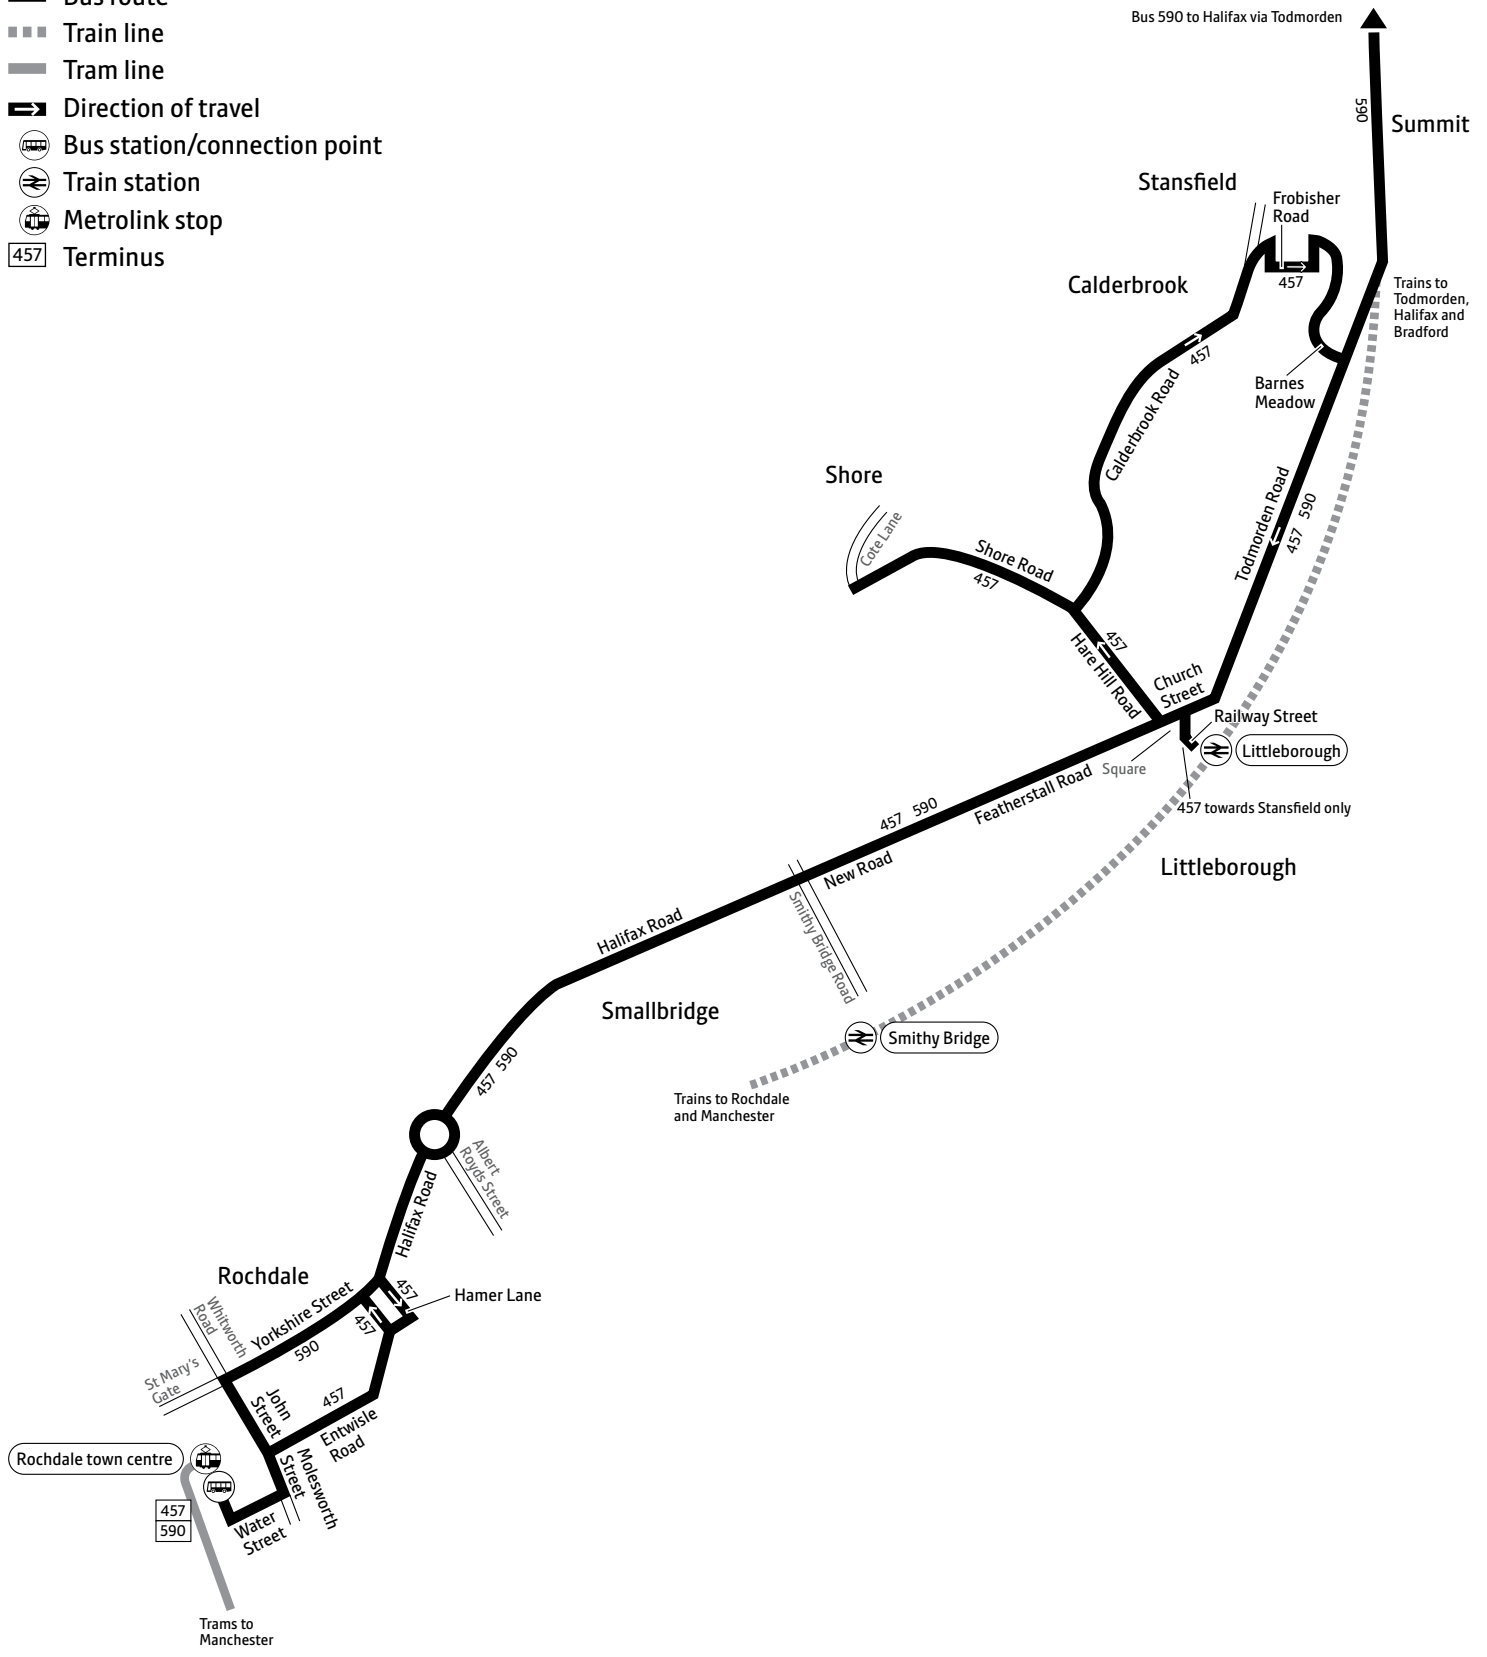 Bus route
Train line
Tram line
Direction of travel
Bus station/connection point
Train station
Metrolink stop
457
Terminus
Bus 590 to Halifax via Todmorden
590
Summit
Stansfield
Frobisher
Road
457
Calderbrook
Trains to
Todmorden,
Halifax and
Bradford
457
Calderbrook Road
Barnes
Meadow
Shore
Cote Lane
Shore Road
457
Todmorden Road
457 590
457
Hare Hill Road
Church
Street
Railway Street
Littleborough
Square
457 towards Stansfield only
Featherstall Road
457 590
New Road
Littleborough
Smithy Bridge Road
Halifax Road
Smallbridge
Smithy Bridge
Trains to Rochdale
and Manchester
457 590
Albert
Royds Street
Halifax Road
Rochdale
457
Hamer Lane
457
Whitworth
Road
Yorkshire Street
590
St Mary's
Gate
John
Street
457
Entwisle
Road
Rochdale town centre
Molesworth
Street
457
590
Water
Street
Trams to
Manchester